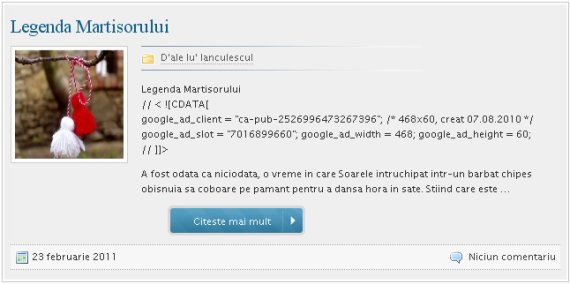 Legenda Martisorului
D'ale lu' Ianculescul
Legenda Martisorului
// < ![CDATA[
google_ad_client = "ca-pub-2526996473267396"; /* 468x60, creat 07.08.2010 */
google_ad_slot = "7016899660"; google_ad_width = 468; google_ad_height = 60;
// ]]>
A fost odata ca niciodata, o vreme in care Soarele intruchipat intr-un barbat chipes
obisnuia sa coboare pe pamant pentru a dansa hora in sate. Stiind care este ...
Citeste mai mult
23 februarie 2011
Niciun comentariu